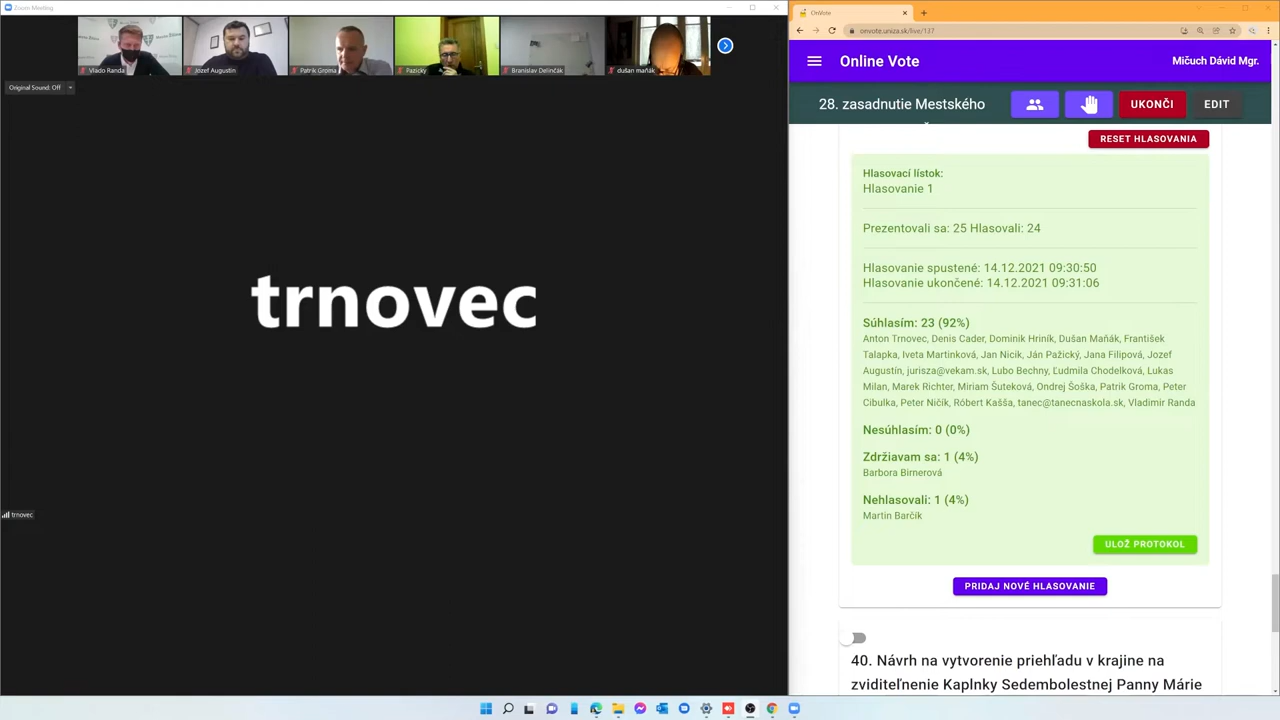 Zoom Meeting
Vlado Randa
Jozef Augustin
Patrik Groma
Pazicky
Branislav Delinčák
dušan maňák
Original Sound: Off
trnovec
trnovec
OnVote
onvote.uniza.sk/live/137
Online Vote
Mičuch Dávid Mgr.
28. zasadnutie Mestského
UKONČI
EDIT
RESET HLASOVANIA
Hlasovací lístok:
Hlasovanie 1
Prezentovali sa: 25 Hlasovali: 24
Hlasovanie spustené: 14.12.2021 09:30:50
Hlasovanie ukončené: 14.12.2021 09:31:06
Súhlasím: 23 (92%)
Anton Trnovec, Denis Cader, Dominik Hriník, Dušan Maňák, František
Talapka, Iveta Martinková, Jan Nicik, Ján Pažický, Jana Filipová, Jozef
Augustín, jurisza@vekam.sk, Lubo Bechny, Ľudmila Chodelková, Lukas
Milan, Marek Richter, Miriam Šuteková, Ondrej Šoška, Patrik Groma, Peter
Cibulka, Peter Ničík, Róbert Kašša, tanec@tanecnaskola.sk, Vladimir Randa
Nesúhlasím: 0 (0%)
Zdržiavam sa: 1 (4%)
Barbora Birnerová
Nehlasovali: 1 (4%)
Martin Barčík
ULOŽ PROTOKOL
PRIDAJ NOVÉ HLASOVANIE
40. Návrh na vytvorenie priehľadu v krajine na
zviditeľnenie Kaplnky Sedembolestnej Panny Márie